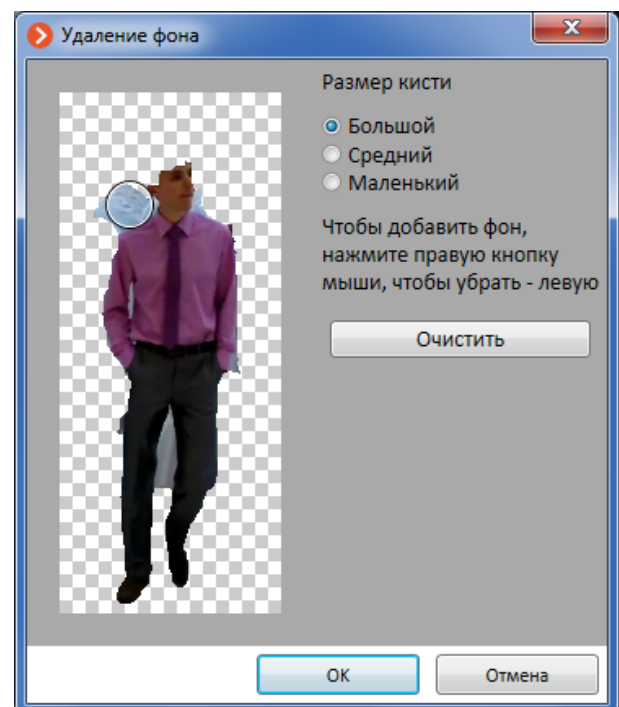 Удаление фона
Размер кисти
Большой
Средний
Маленький
Чтобы добавить фон,
нажмите правую кнопку
мыши, чтобы убрать - левую
Очистить
ОК
Отмена